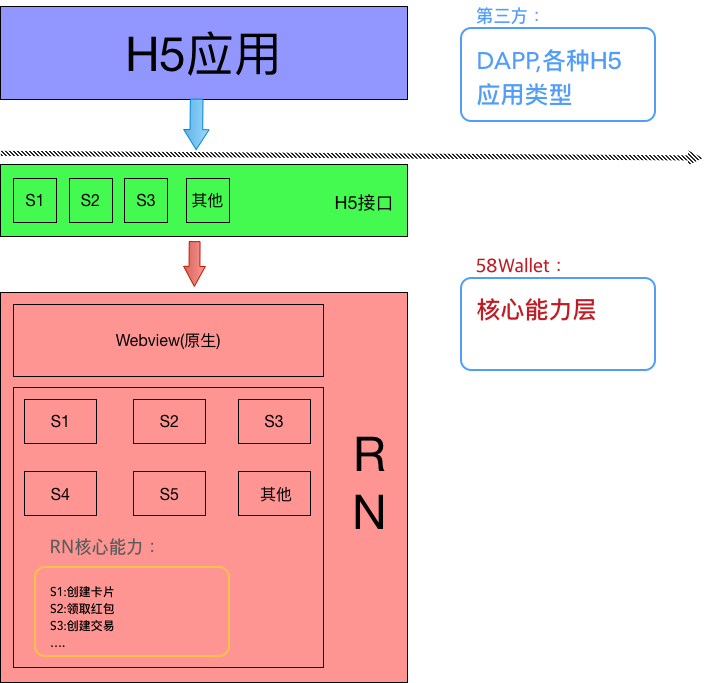 H5应用
第三方：
DAPP,各种H5
应用类型
S1
S2
S3
其他
H5接口
58Wallet：
核心能力层
Webview(原生)
S1
S2
S3
S4
S5
其他
R
N
RN核心能力：
S1:创建卡片
S2:领取红包
S3:创建交易
....